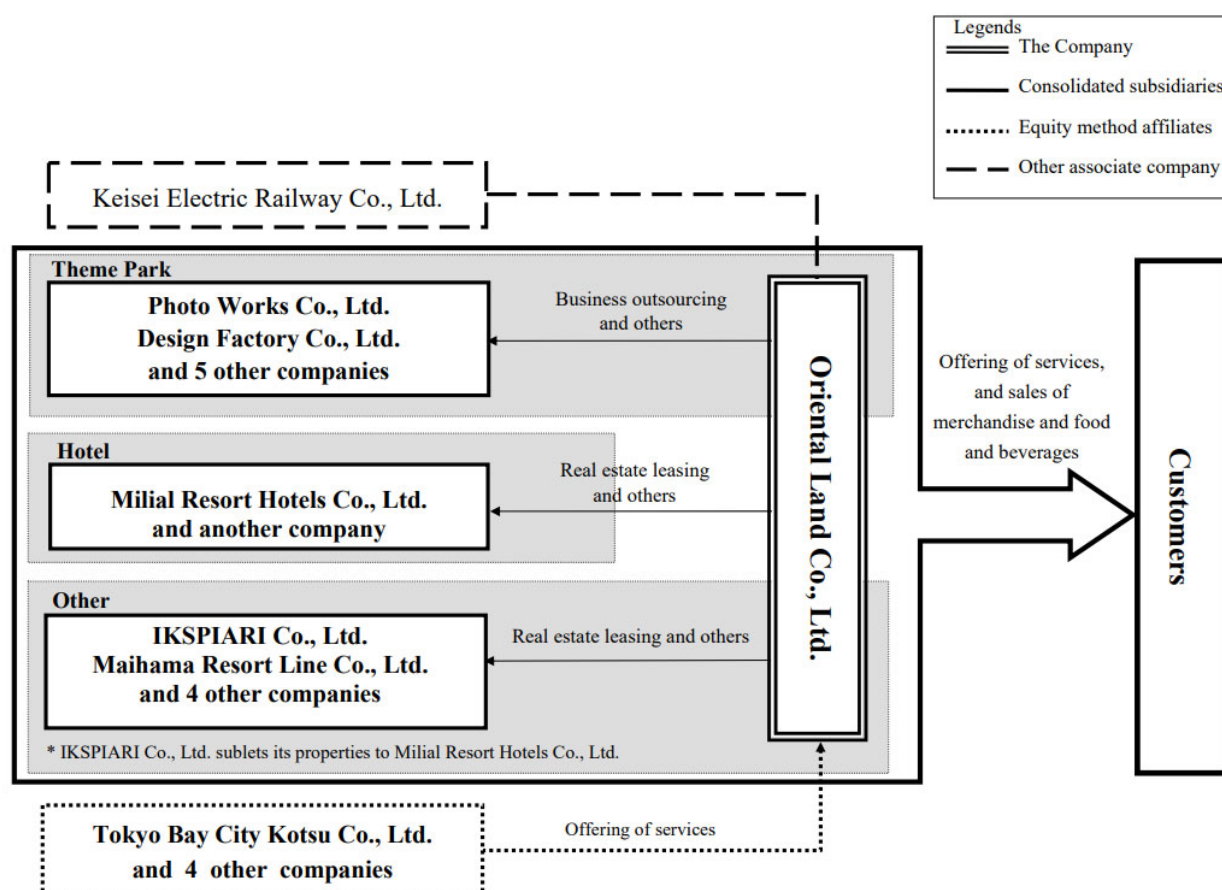 Legends
The Company
Consolidated subsidiaries
Equity method affiliates
Other associate company
Keisei Electric Railway Co., Ltd.
Theme Park
Photo Works Co., Ltd.
Design Factory Co., Ltd.
and 5 other companies
Business outsourcing
and others
Hotel
Milial Resort Hotels Co., Ltd.
and another company
Real estate leasing
and others
Other
IKSPIARI Co., Ltd.
Maihama Resort Line Co., Ltd.
and 4 other companies
Real estate leasing and others
* IKSPIARI Co., Ltd. sublets its properties to Milial Resort Hotels Co., Ltd.
Oriental Land Co., Ltd.
Offering of services,
and sales of
merchandise and food
and beverages
Customers
Tokyo Bay City Kotsu Co., Ltd.
and 4 other companies
Offering of services